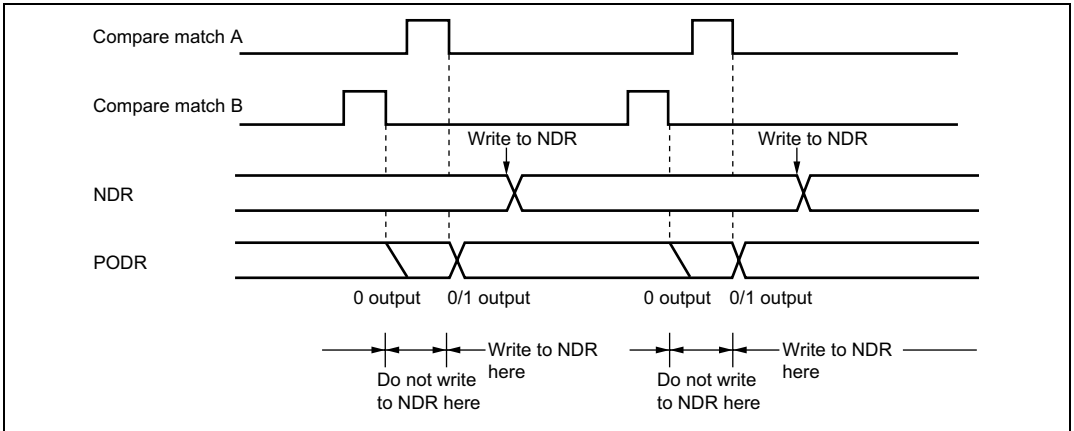 Compare match A
Compare match B
Write to NDR
Write to NDR
NDR
PODR
0 output
0/1 output
0 output
0/1 output
Write to NDR
here
Do not write
to NDR here
Write to NDR
here
Do not write
to NDR here